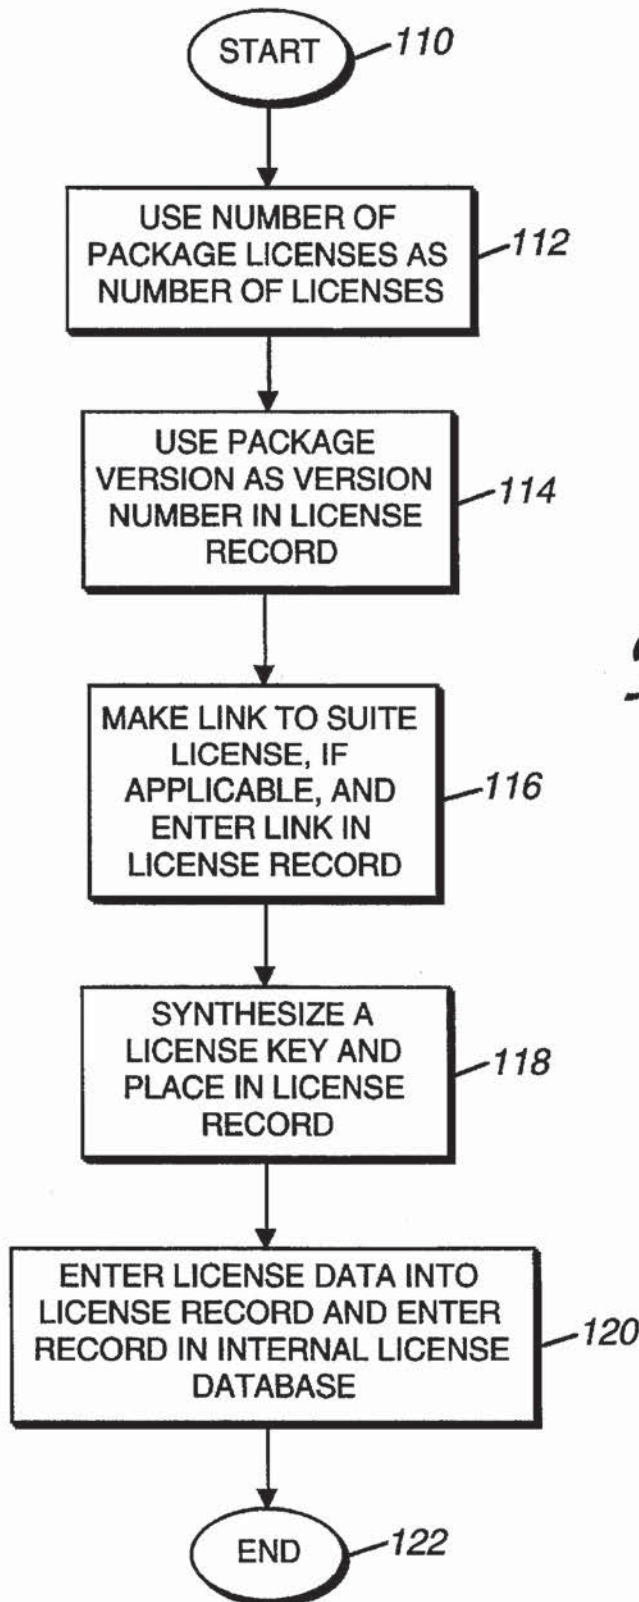 START
110
USE NUMBER OF
PACKAGE LICENSES AS
NUMBER OF LICENSES
112
USE PACKAGE
VERSION AS VERSION
NUMBER IN LICENSE
RECORD
114
MAKE LINK TO SUITE
LICENSE, IF
APPLICABLE, AND
ENTER LINK IN
LICENSE RECORD
116
SYNTHESIZE A
LICENSE KEY AND
PLACE IN LICENSE
RECORD
118
ENTER LICENSE DATA INTO
LICENSE RECORD AND ENTER
RECORD IN INTERNAL LICENSE
DATABASE
120
END
122